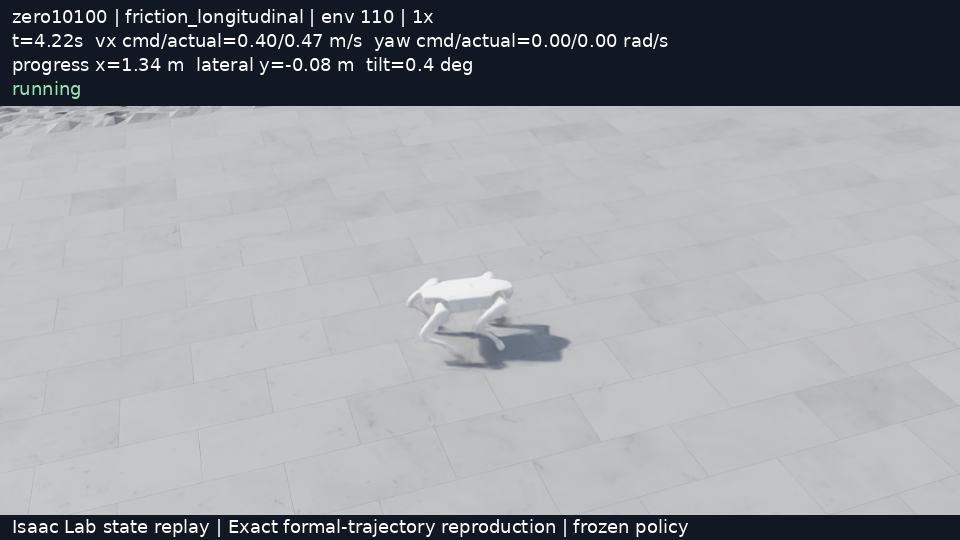 zero10100 | friction_longitudinal | env 110 | 1x
t=4.22s  vx cmd/actual=0.40/0.47 m/s  yaw cmd/actual=0.00/0.00 rad/s
progress x=1.34 m  lateral y=-0.08 m  tilt=0.4 deg
running
Isaac Lab state replay | Exact formal-trajectory reproduction | frozen policy